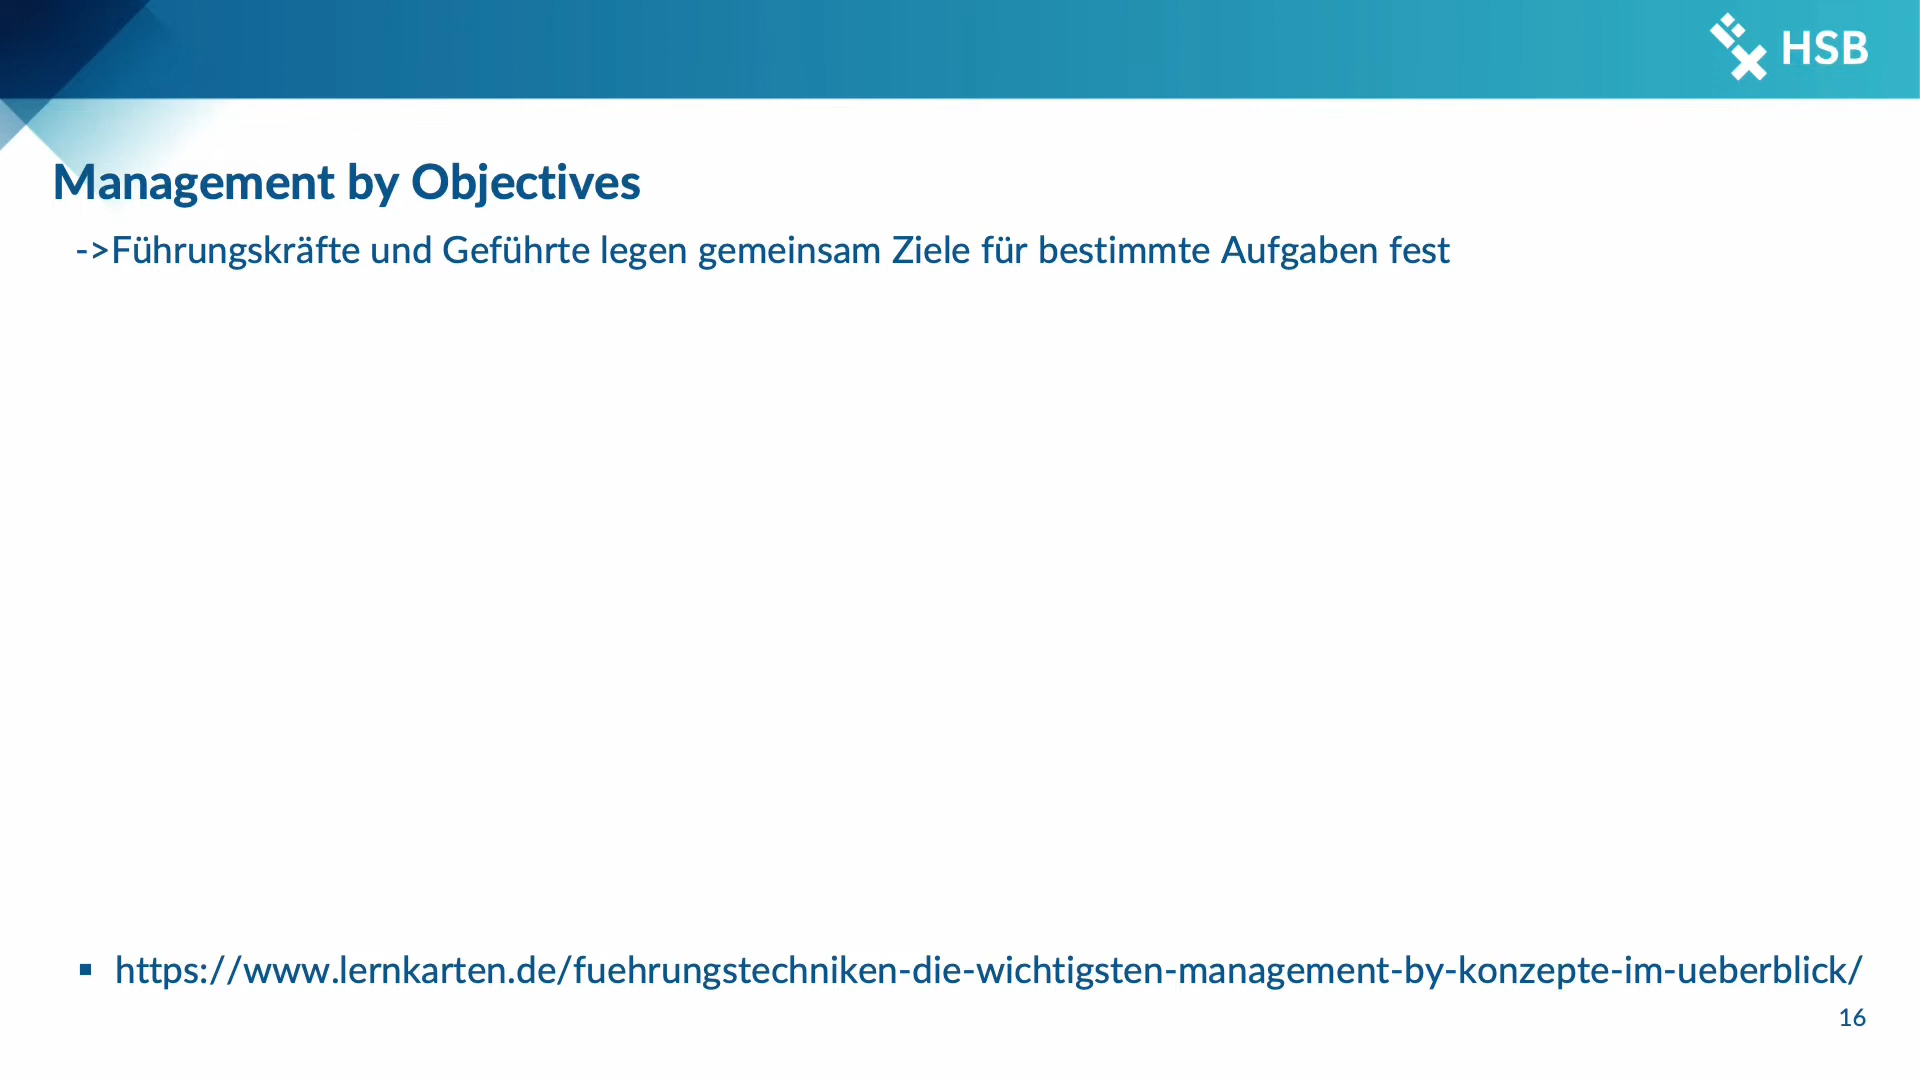 HSB
Management by Objectives
->Führungskräfte und Geführte legen gemeinsam Ziele für bestimmte Aufgaben fest
▪ https://www.lernkarten.de/fuehrungstechniken-die-wichtigsten-management-by-konzepte-im-ueberblick/
16